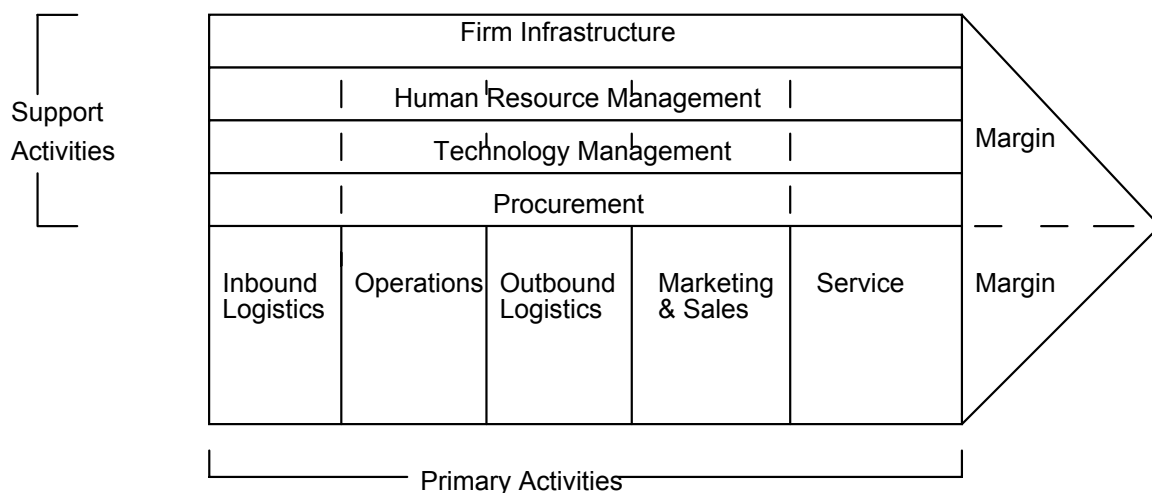 Firm Infrastructure
Human Resource Management
Support
Activities
Technology Management
Margin
Procurement
Inbound
Logistics
Operations
Outbound
Logistics
Marketing
& Sales
Service
Margin
Primary Activities